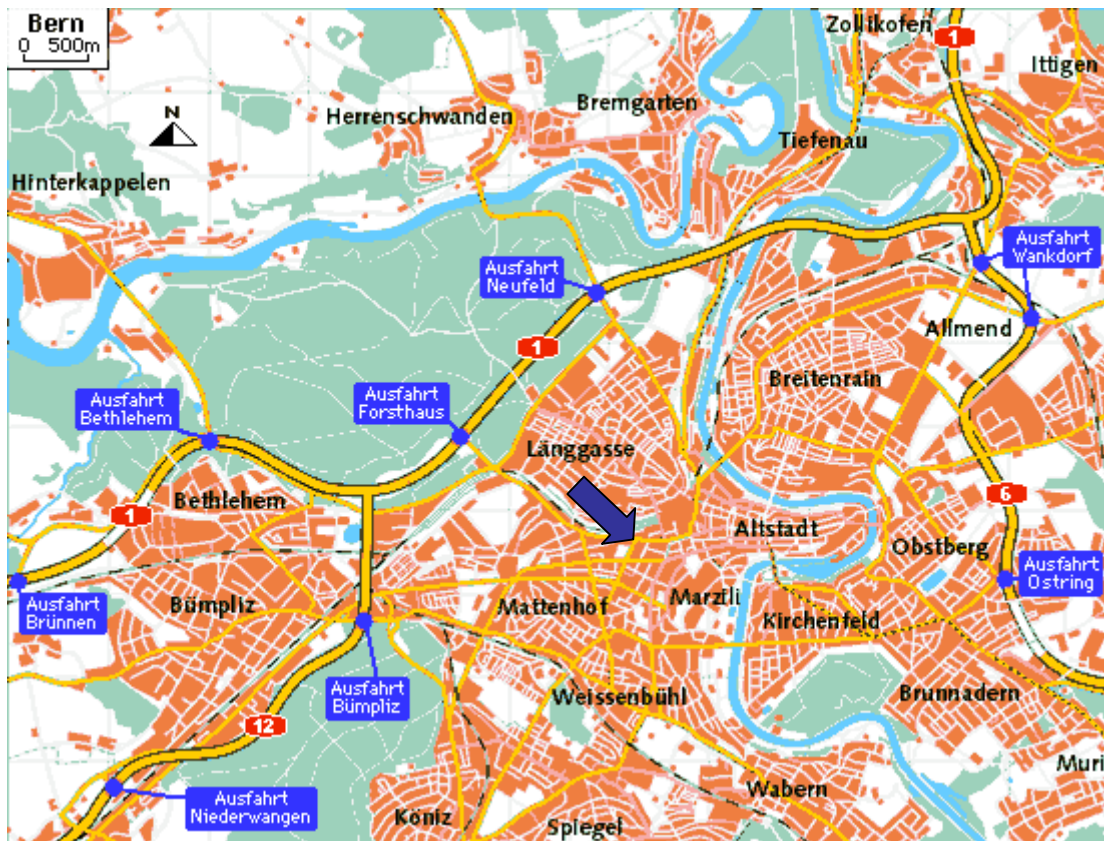 Bern
0 500m
Zollikofen
1
Ittigen
N
Herrenschwanden
Bremgarten
Tiefenau
Hinterkappelen
Ausfahrt
Wankdorf
Ausfahrt
Neufeld
Allmend
1
Breitenrain
Ausfahrt
Forsthaus
Ausfahrt
Bethlehem
Länggasse
Bethlehem
1
6
Altstadt
Obstberg
Ausfahrt
Ostring
Ausfahrt
Brünnen
Bümpliz
Mattenhof
Marzili
Kirchenfeld
Ausfahrt
Bümpliz
Weissenbühl
Brunnadern
12
Muri
Ausfahrt
Niederwangen
Wabern
Köniz
Spiegel